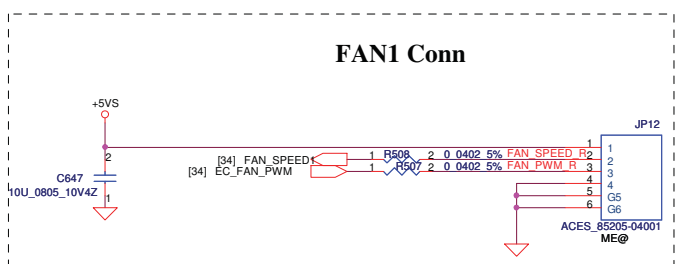 FAN1 Conn
+5VS
JP12
2
C647
10U_0805_10V4Z
1
[34] FAN_SPEED1 1 R508 2 0_0402_5% FAN_SPEED_R 2
[34] EC_FAN_PWM 1 R507 2 0_0402_5% FAN_PWM_R 3
1 1
2
3
4 4
5 G5
6 G6
ACES_85205-04001
ME@